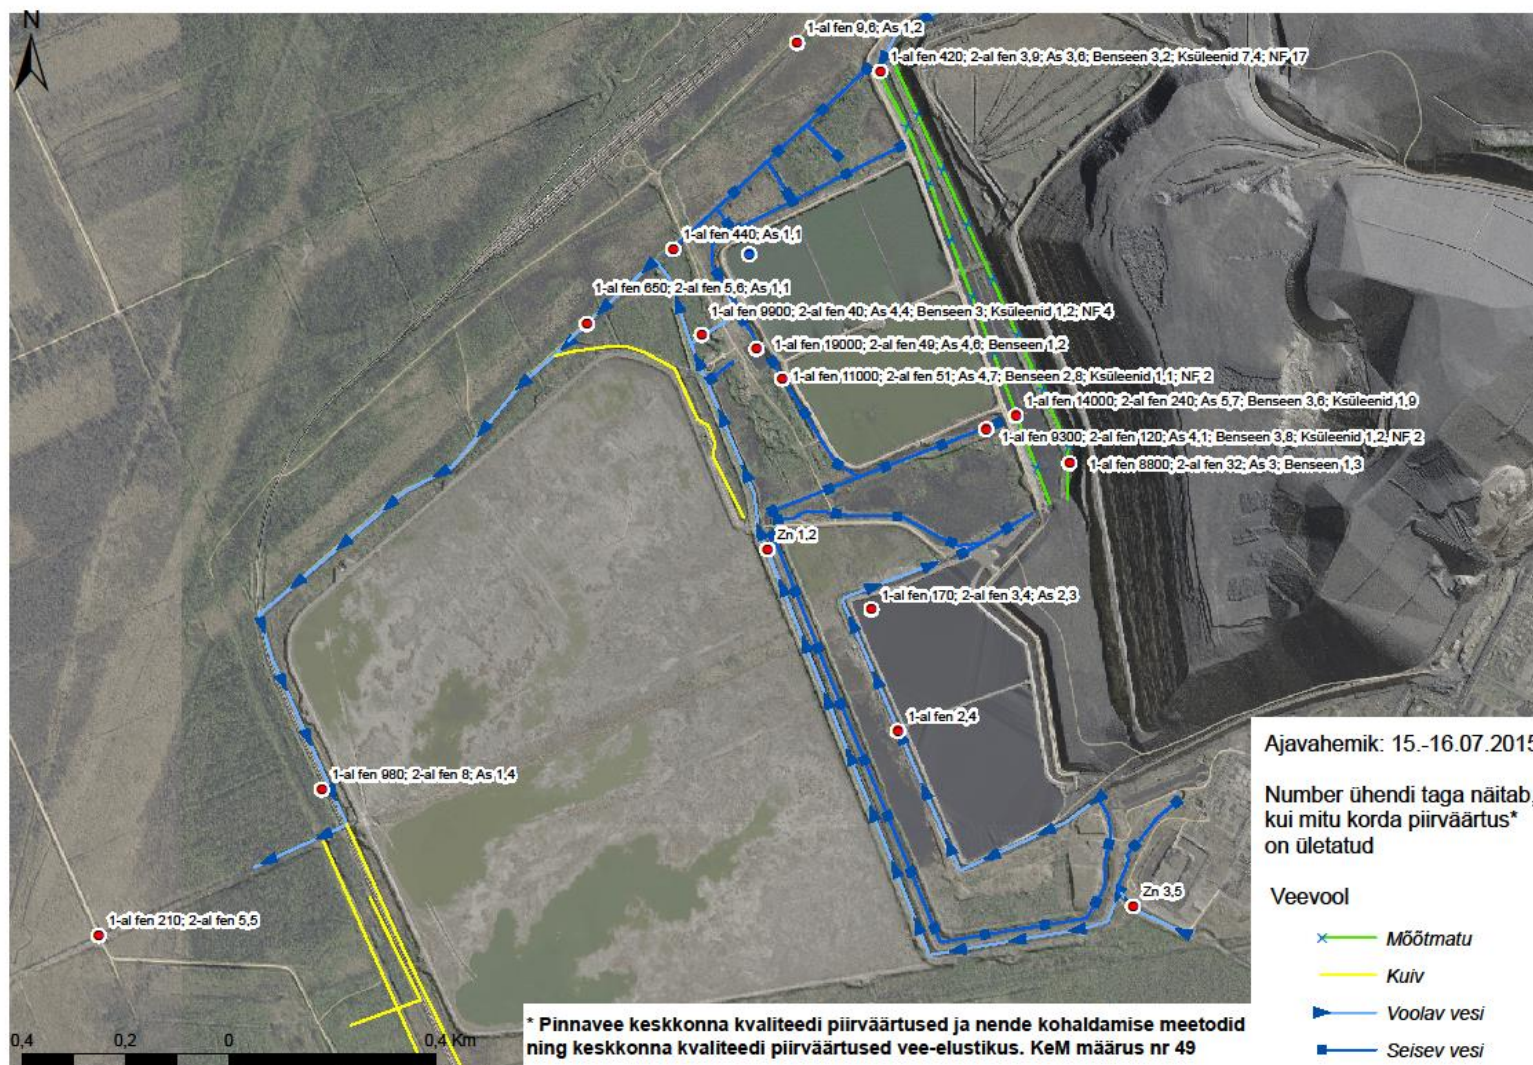 N
1-al fen 9,6; As 1,2
1-al fen 420; 2-al fen 3,9; As 3,6; Benseen 3,2; Ksüleenid 7,4; NF 17
1-al fen 440; As 1,1
1-al fen 650; 2-al fen 5,6; As 1,1
1-al fen 9900; 2-al fen 40; As 4,4; Benseen 3; Ksüleenid 1,2; NF 4
1-al fen 19000; 2-al fen 49; As 4,6; Benseen 1,2
1-al fen 11000; 2-al fen 51; As 4,7; Benseen 2,8; Ksüleenid 1,1; NF 2
1-al fen 14000; 2-al fen 240; As 5,7; Benseen 3,6; Ksüleenid 1,9
1-al fen 9300; 2-al fen 120; As 4,1; Benseen 3,8; Ksüleenid 1,2; NF 2
1-al fen 8800; 2-al fen 32; As 3; Benseen 1,3
Zn 1,2
1-al fen 170; 2-al fen 3,4; As 2,3
1-al fen 2,4
1-al fen 980; 2-al fen 8; As 1,4
Zn 3,5
1-al fen 210; 2-al fen 5,5
Ajavahemik: 15.-16.07.2015
Number ühendi taga näitab,
kui mitu korda piirväärtus*
on ületatud
Veevool
Mõõtmatu
Kuiv
Voolav vesi
Seisev vesi
0,4 0,2 0 0,4 Km
* Pinnavee keskkonna kvaliteedi piirväärtused ja nende kohaldamise meetodid
ning keskkonna kvaliteedi piirväärtused vee-elustikus. KeM määrus nr 49